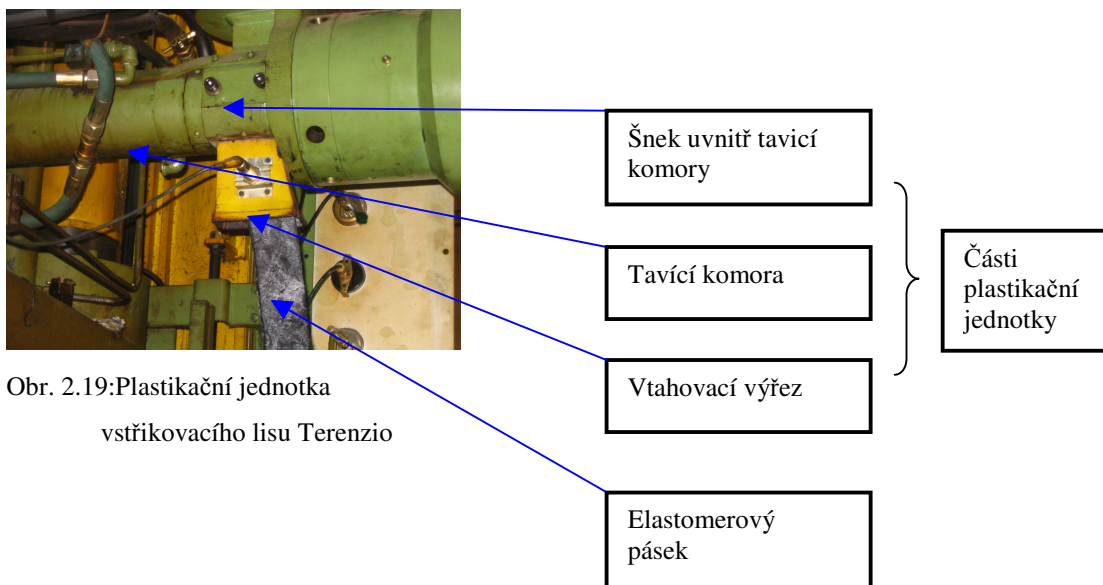 Šnek uvnitř tavicí
komory
Tavící komora
Vtahovací výřez
Elastomerový
pásek
Části
plastikační
jednotky
Obr. 2.19:Plastikační jednotka
vstřikovacího lisu Terenzio